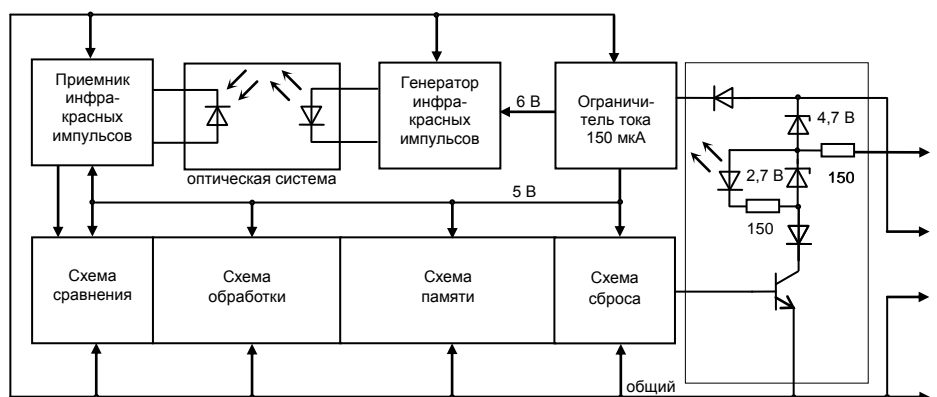 Приемник
инфра-
красных
импульсов
Генератор
инфра-
красных
импульсов
6 В
Ограничи-
тель тока
150 мкА
4,7 В
2,7 В
150
150
оптическая система
5 В
Схема
сравнения
Схема
обработки
Схема
памяти
Схема
сброса
общий